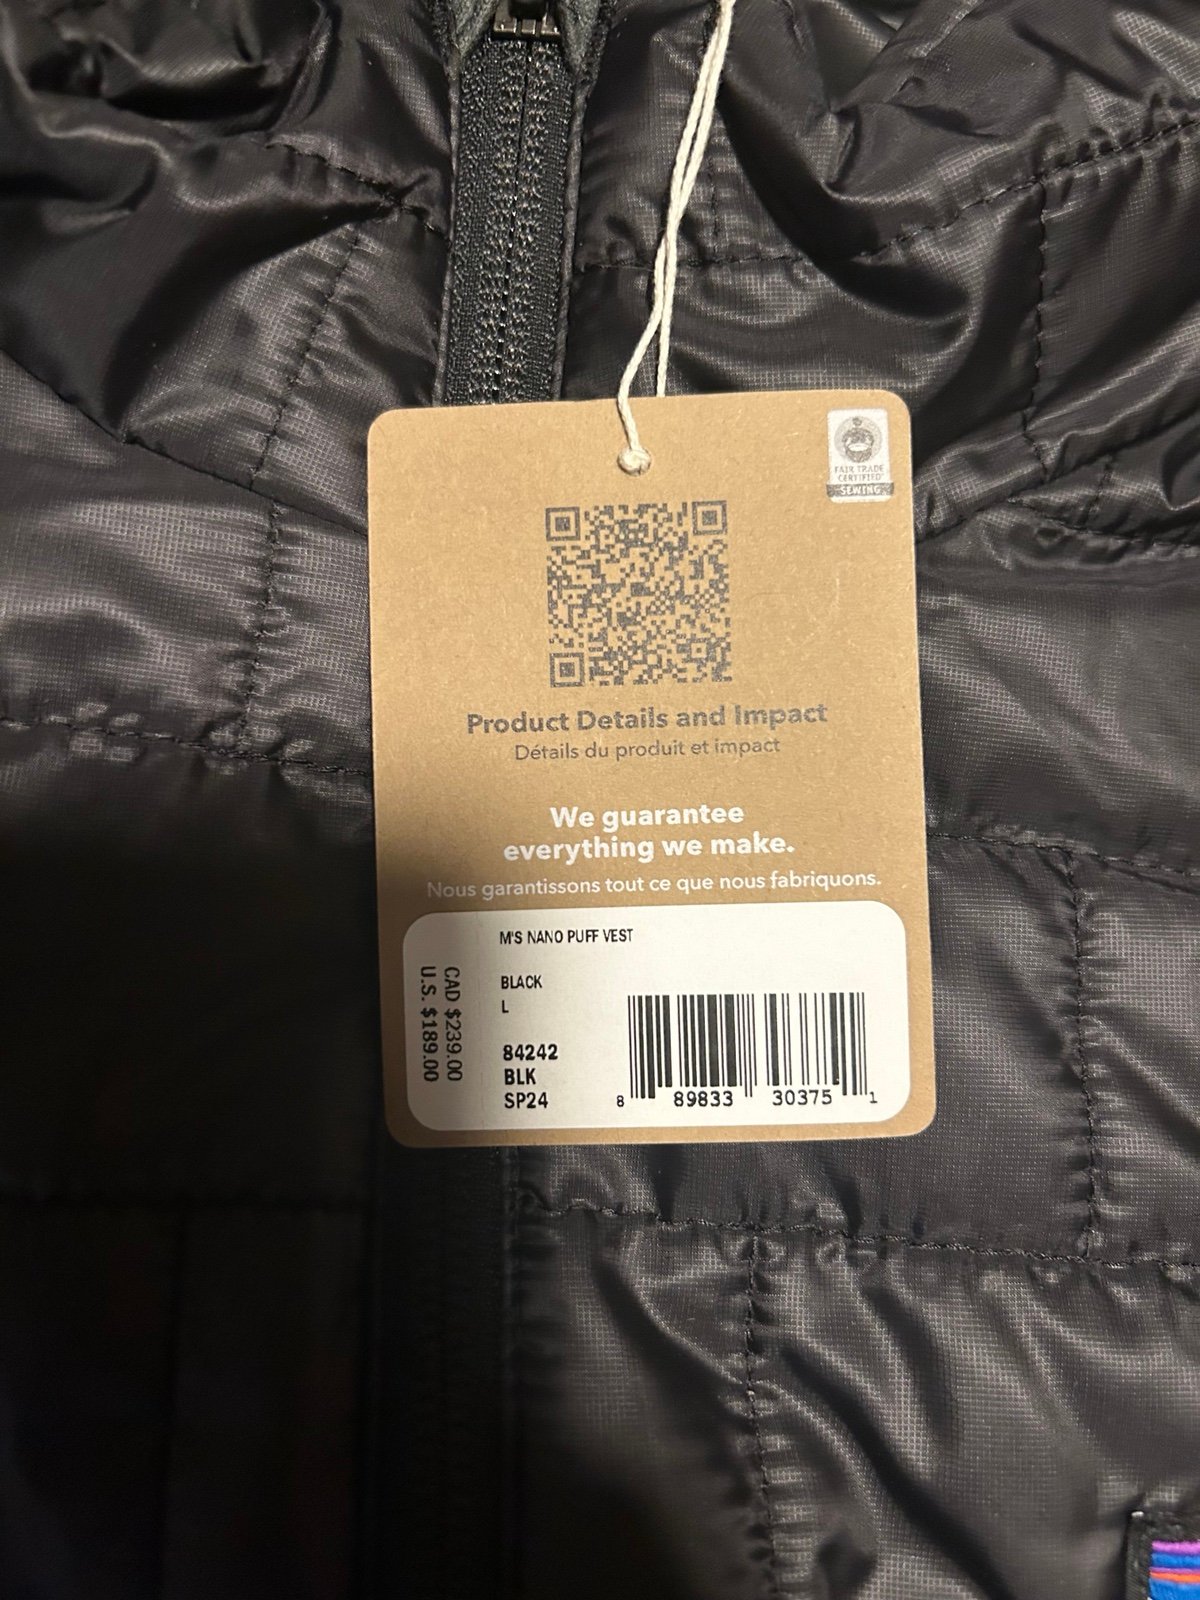 FAIR TRADE
CERTIFIED
SEWING
Product Details and Impact
Détails du produit et impact
We guarantee
everything we make.
Nous garantissons tout ce que nous fabriquons.
M'S NANO PUFF VEST
BLACK
L
84242
BLK
SP24
CAD $239.00
U.S. $189.00
8 89833 30375 1